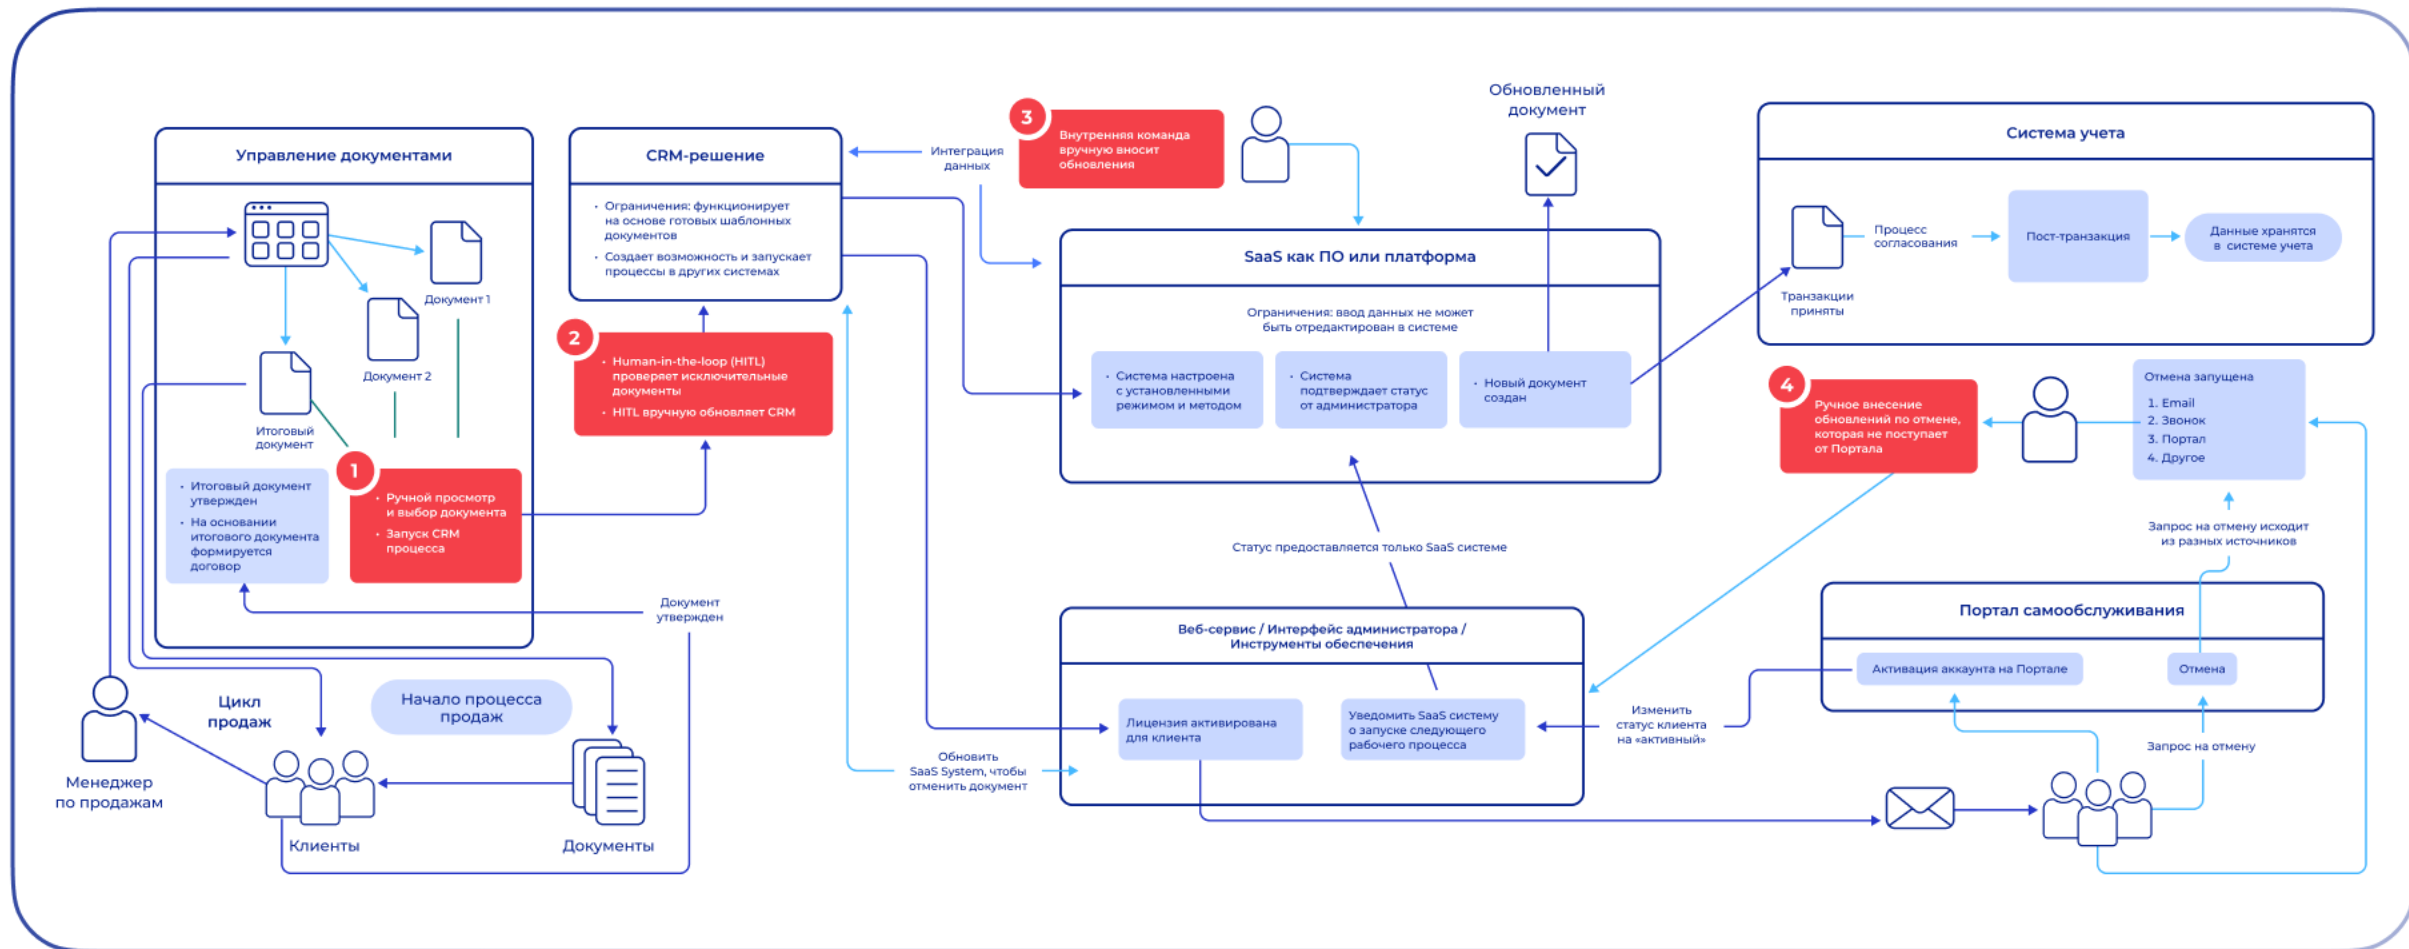 Управление документами
Документ 1
Документ 2
Итоговый
документ
• Итоговый документ
утвержден
• На основании
итогового документа
формируется
договор
1
• Ручной просмотр
и выбор документа
• Запуск CRM
процесса
Документ
утвержден
Цикл
продаж
Начало процесса
продаж
Менеджер
по продажам
Клиенты
Документы
CRM-решение
• Ограничения: функционирует
на основе готовых шаблонных
документов
• Создает возможность и запускает
процессы в других системах
2
• Human-in-the-loop (HITL)
проверяет исключительные
документы
• HITL вручную обновляет CRM
Интеграция
данных
3
Внутренняя команда
вручную вносит
обновления
Обновленный
документ
SaaS как ПО или платформа
Ограничения: ввод данных не может
быть отредактирован в системе
• Система настроена
с установленными
режимом и методом
• Система
подтверждает статус
от администратора
• Новый документ
создан
Статус предоставляется только SaaS системе
Веб-сервис / Интерфейс администратора /
Инструменты обеспечения
Лицензия активирована
для клиента
Уведомить SaaS систему
о запуске следующего
рабочего процесса
Обновить
SaaS System, чтобы
отменить документ
Изменить
статус клиента
на «активный»
Система учета
Транзакции
приняты
Процесс
согласования
Пост-транзакция
Данные хранятся
в системе учета
4
Ручное внесение
обновлений по отмене,
которая не поступает
от Портала
Отмена запущена
1. Email
2. Звонок
3. Портал
4. Другое
Запрос на отмену исходит
из разных источников
Портал самообслуживания
Активация аккаунта на Портале
Отмена
Запрос на отмену